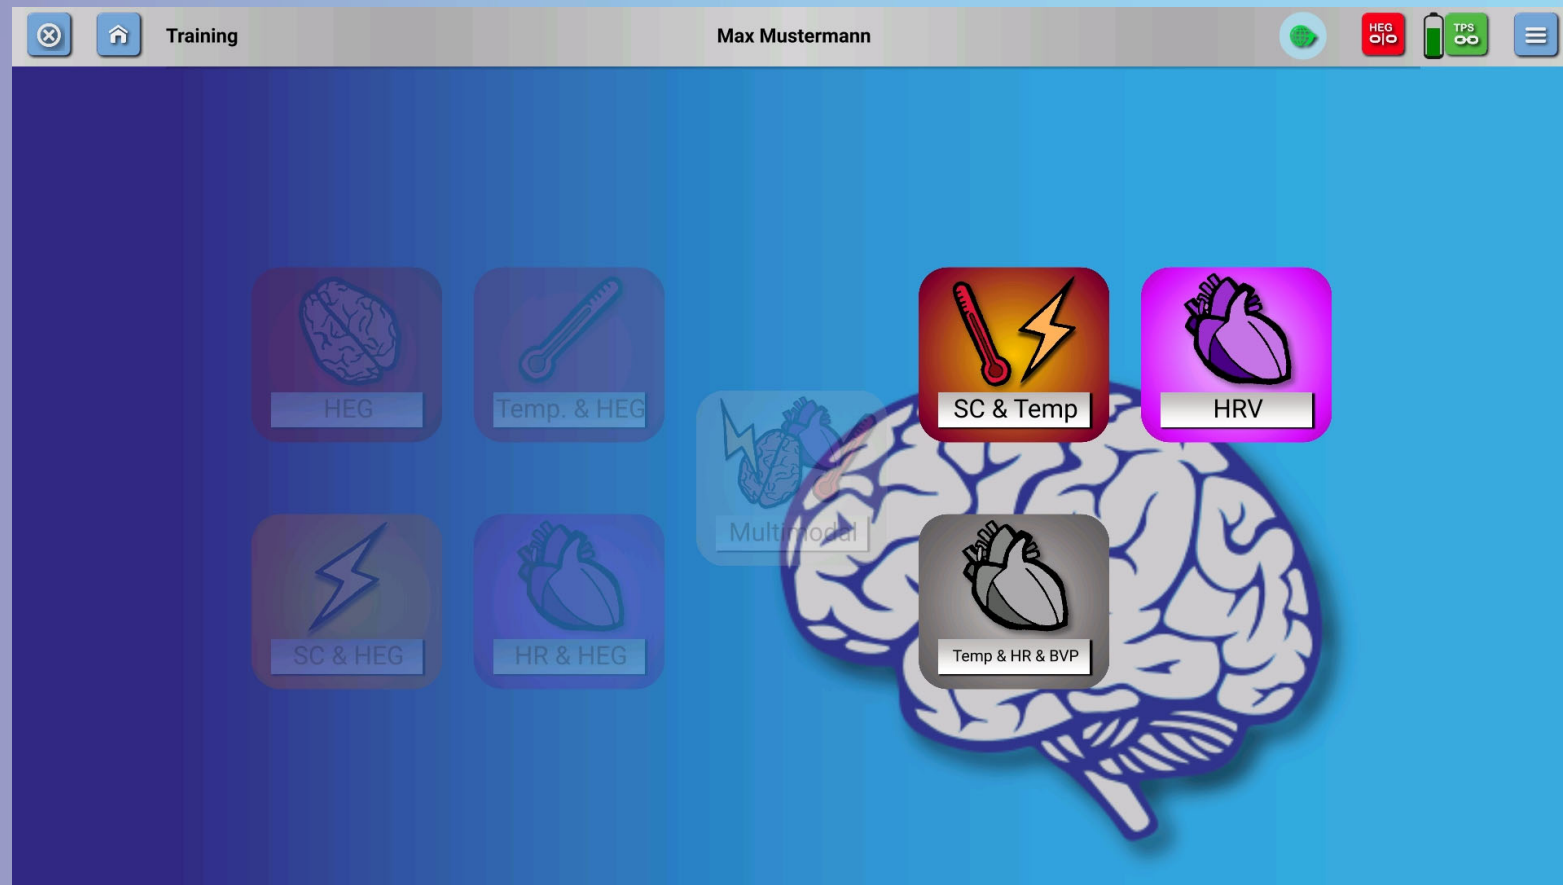 Training
Max Mustermann
HEG
TPS
HEG
Temp. & HEG
SC & Temp
HRV
Multimodal
SC & HEG
HR & HEG
Temp & HR & BVP